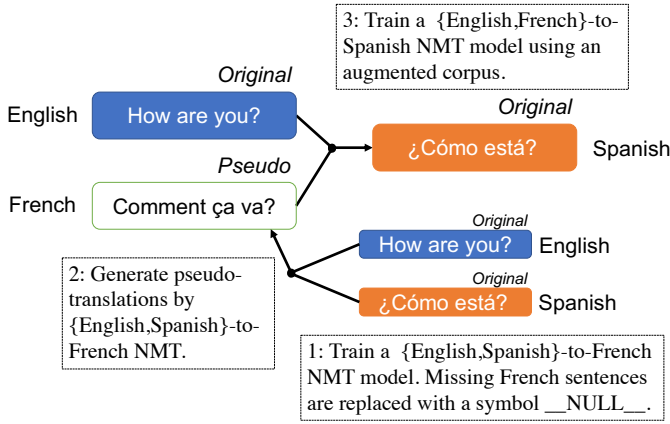 3: Train a {English,French}-to-
Spanish NMT model using an
augmented corpus.
Original
English
How are you?
Original
¿Cómo está?
Spanish
Pseudo
French
Comment ça va?
Original
How are you?
English
Original
¿Cómo está?
Spanish
2: Generate pseudo-
translations by
{English,Spanish}-to-
French NMT.
1: Train a {English,Spanish}-to-French
NMT model. Missing French sentences
are replaced with a symbol __NULL__.